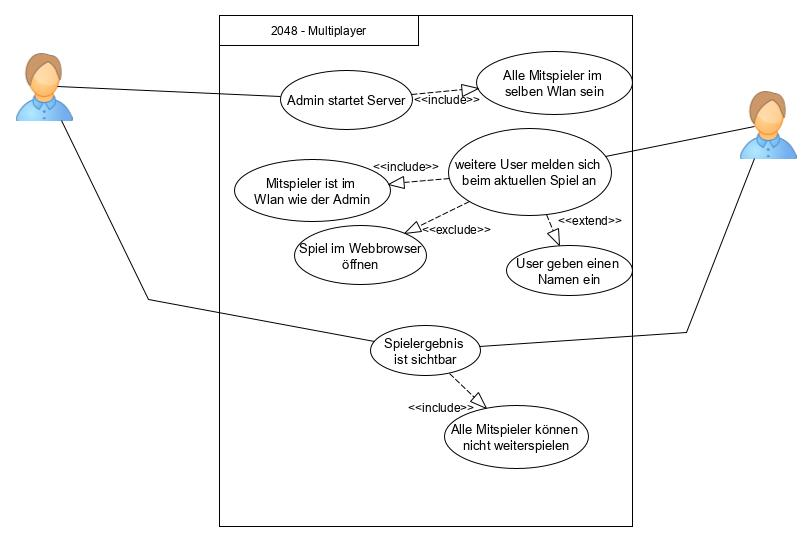 2048 - Multiplayer
Admin startet Server
<<include>>
Alle Mitspieler im
selben Wlan sein
weitere User melden sich
beim aktuellen Spiel an
<<include>>
Mitspieler ist im
Wlan wie der Admin
<<exclude>>
Spiel im Webbrowser
öffnen
<<extend>>
User geben einen
Namen ein
Spielergebnis
ist sichtbar
<<include>>
Alle Mitspieler können
nicht weiterspielen